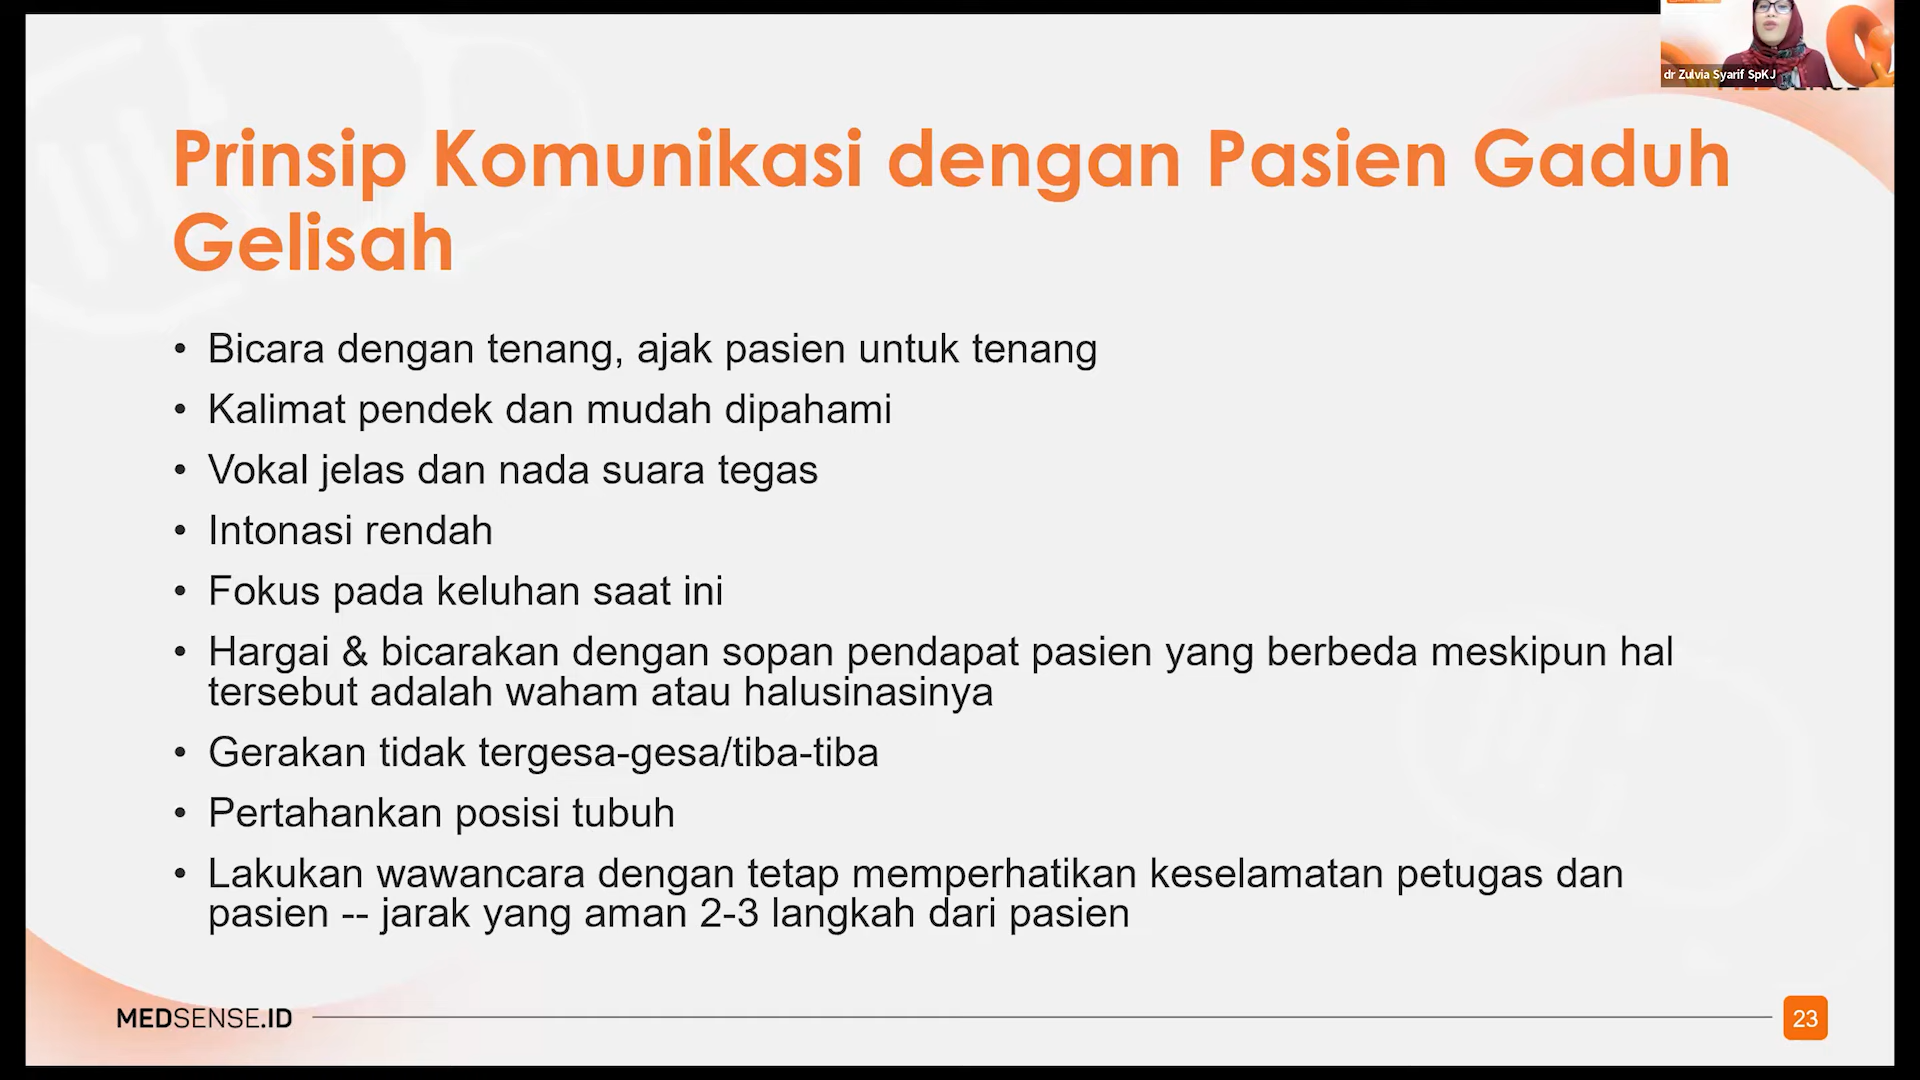 dr Zulvia Syarif SpKJ
Prinsip Komunikasi dengan Pasien Gaduh
Gelisah
• Bicara dengan tenang, ajak pasien untuk tenang
• Kalimat pendek dan mudah dipahami
• Vokal jelas dan nada suara tegas
• Intonasi rendah
• Fokus pada keluhan saat ini
• Hargai & bicarakan dengan sopan pendapat pasien yang berbeda meskipun hal
tersebut adalah waham atau halusinasinya
• Gerakan tidak tergesa-gesa/tiba-tiba
• Pertahankan posisi tubuh
• Lakukan wawancara dengan tetap memperhatikan keselamatan petugas dan
pasien -- jarak yang aman 2-3 langkah dari pasien
MEDSENSE.ID
23